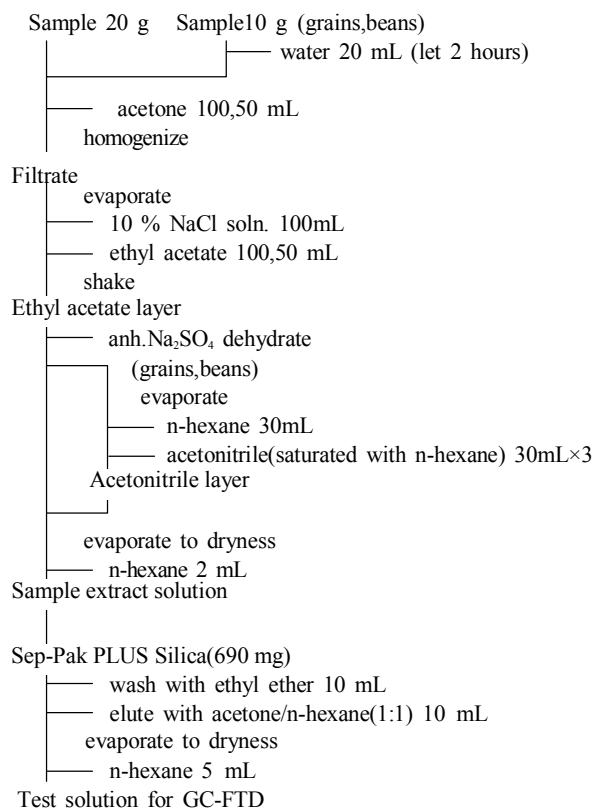 Sample 20 g Sample10 g (grains,beans)
water 20 mL (let 2 hours)
acetone 100,50 mL
homogenize
Filtrate
evaporate
10 % NaCl soln. 100mL
ethyl acetate 100,50 mL
shake
Ethyl acetate layer
anh.Na₂SO₄ dehydrate
(grains,beans)
evaporate
n-hexane 30mL
acetonitrile(saturated with n-hexane) 30mL×3
Acetonitrile layer
evaporate to dryness
n-hexane 2 mL
Sample extract solution
Sep-Pak PLUS Silica(690 mg)
wash with ethyl ether 10 mL
elute with acetone/n-hexane(1:1) 10 mL
evaporate to dryness
n-hexane 5 mL
Test solution for GC-FTD